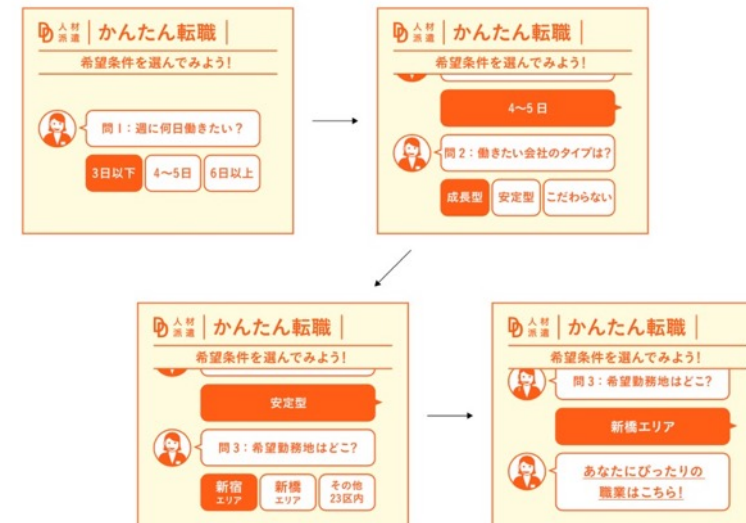 人材派遣 かんたん転職
希望条件を選んでみよう！
問1：週に何日働きたい？
3日以下 4〜5日 6日以上
人材派遣 かんたん転職
希望条件を選んでみよう！
4〜5日
問2：働きたい会社のタイプは？
成長型 安定型 こだわらない
人材派遣 かんたん転職
希望条件を選んでみよう！
安定型
問3：希望勤務地はどこ？
新宿エリア 新橋エリア その他23区内
人材派遣 かんたん転職
希望条件を選んでみよう！
問3：希望勤務地はどこ？
新橋エリア
あなたにぴったりの
職業はこちら！